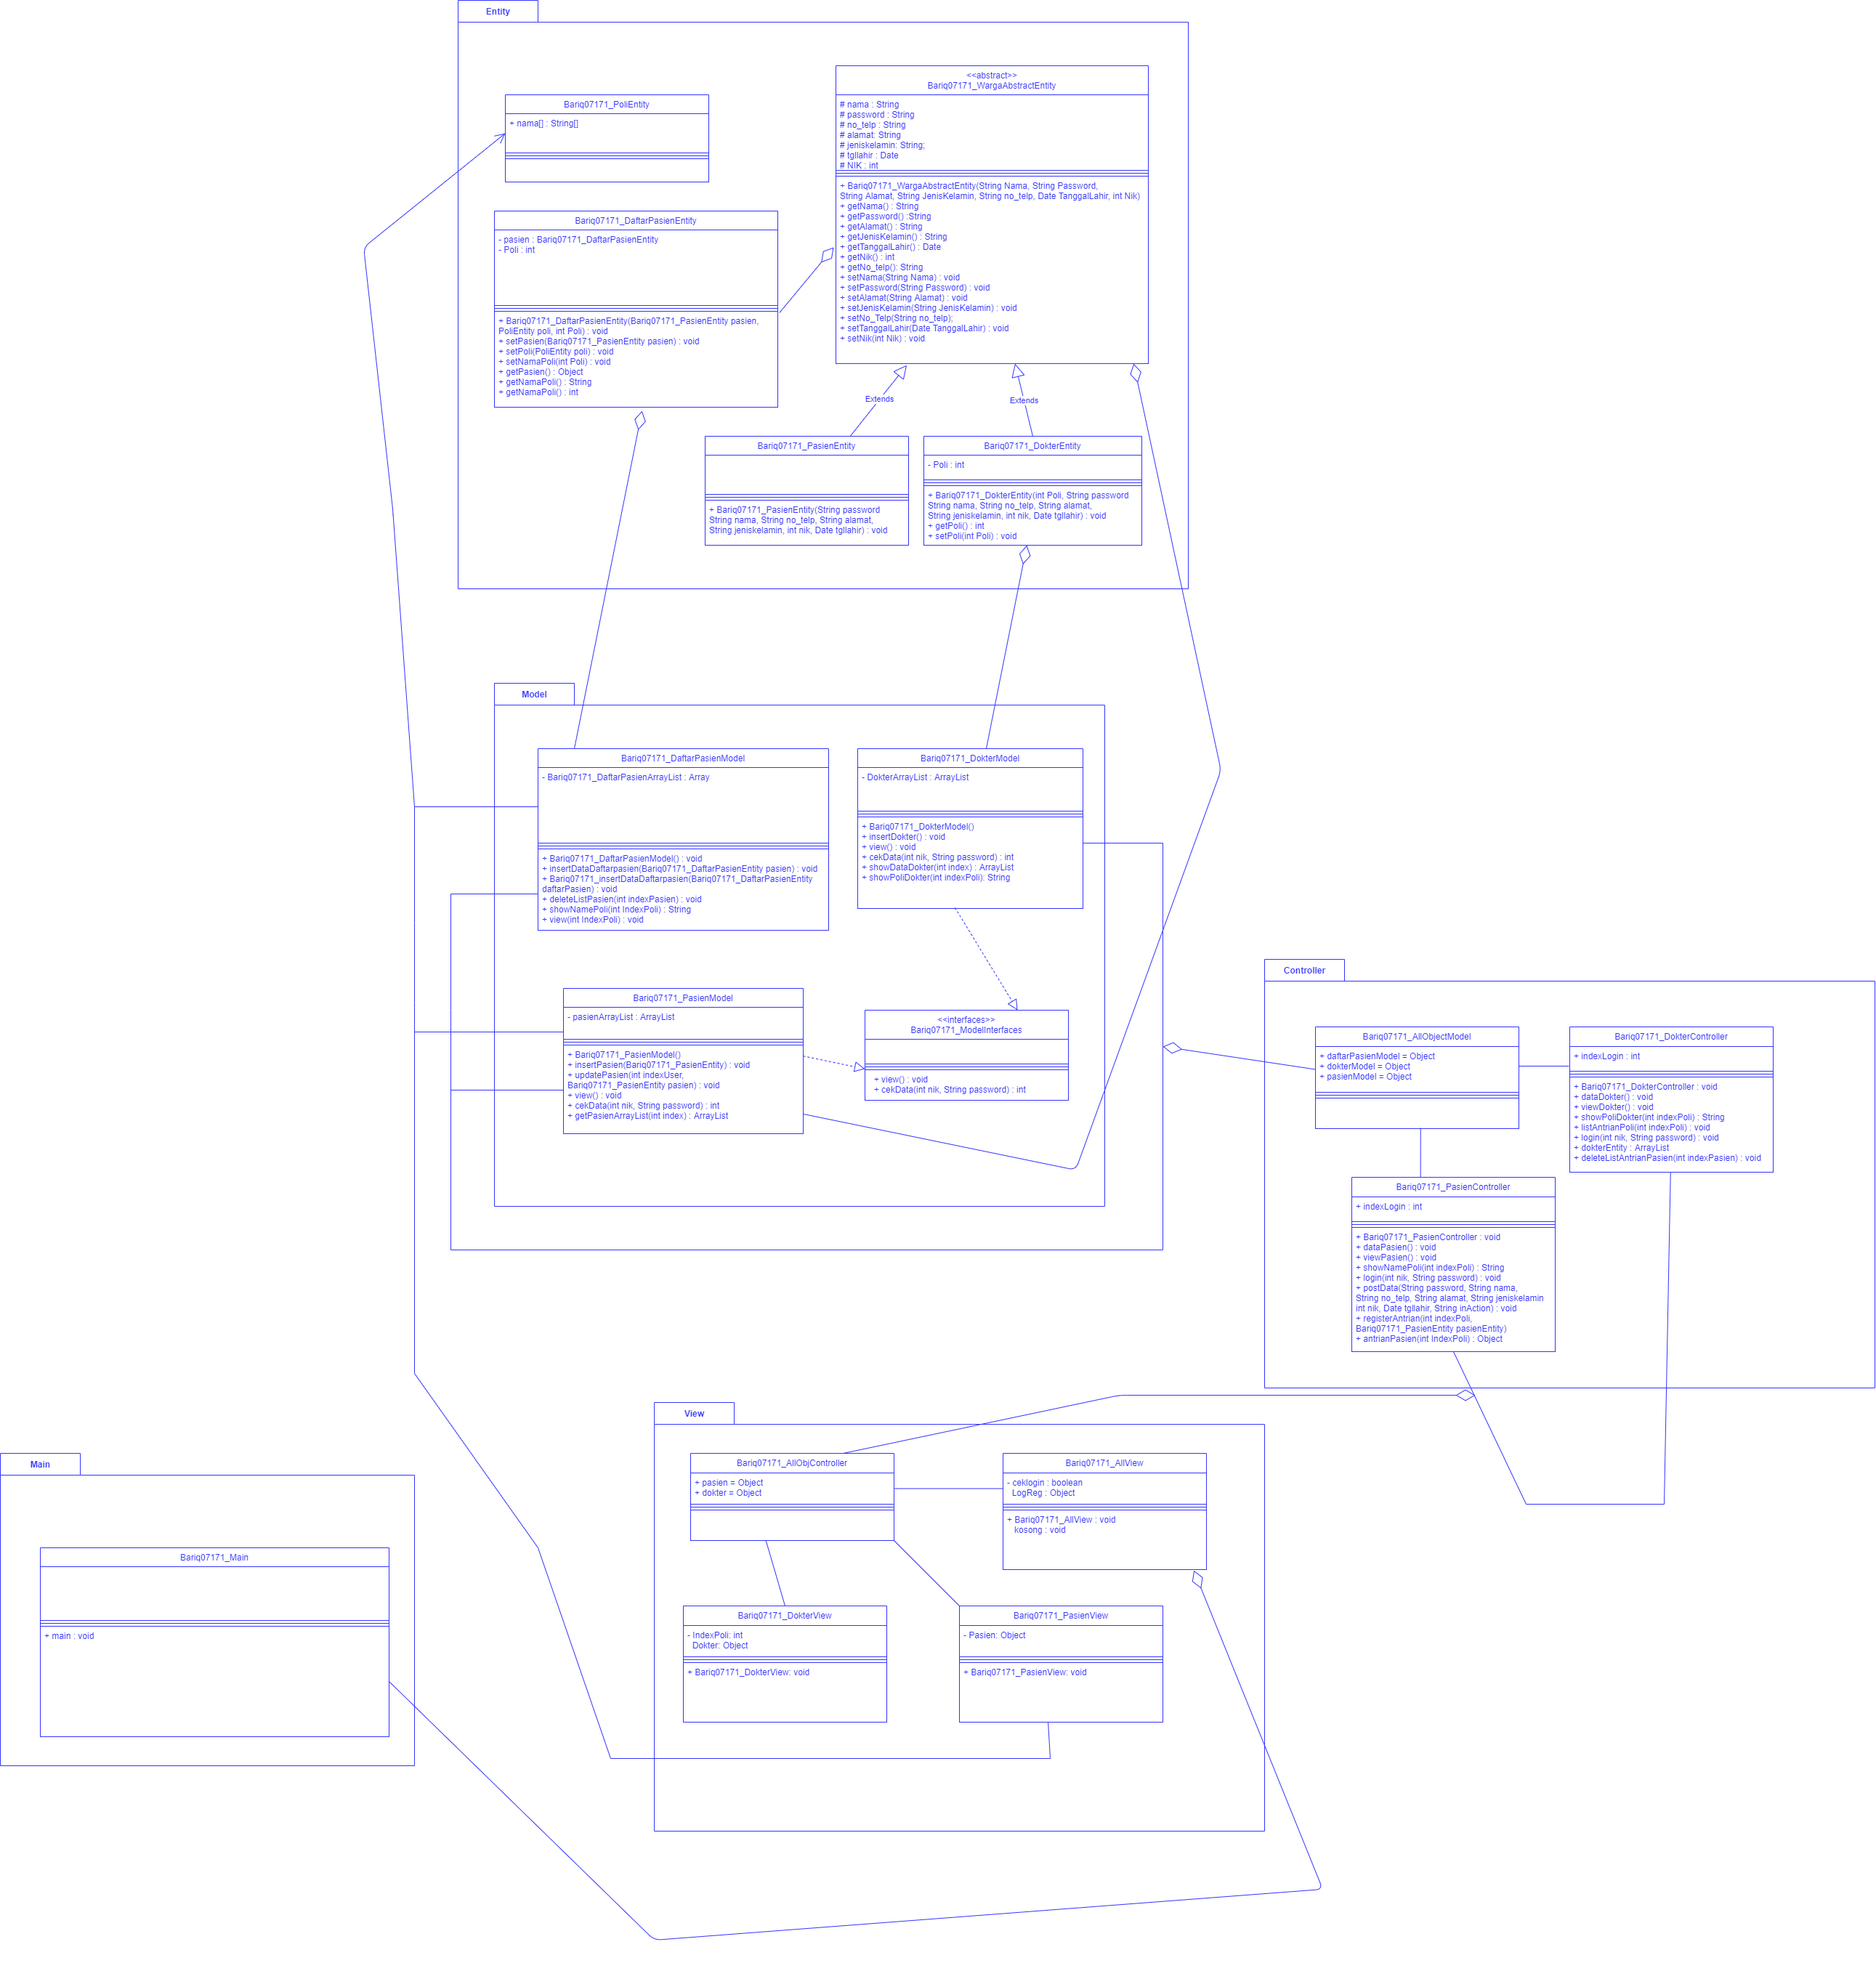 Entity
<<abstract>>
Bariq07171_WargaAbstractEntity
# nama : String
# password : String
# no_telp : String
# alamat: String
# jeniskelamin: String;
# tgllahir : Date
# NIK : int
+ Bariq07171_WargaAbstractEntity(String Nama, String Password,
String Alamat, String JenisKelamin, String no_telp, Date TanggalLahir, int Nik)
+ getNama() : String
+ getPassword() :String
+ getAlamat() : String
+ getJenisKelamin() : String
+ getTanggalLahir() : Date
+ getNik() : int
+ getNo_telp(): String
+ setNama(String Nama) : void
+ setPassword(String Password) : void
+ setAlamat(String Alamat) : void
+ setJenisKelamin(String JenisKelamin) : void
+ setNo_Telp(String no_telp);
+ setTanggalLahir(Date TanggalLahir) : void
+ setNik(int Nik) : void
Bariq07171_PoliEntity
+ nama[] : String[]
Bariq07171_DaftarPasienEntity
- pasien : Bariq07171_DaftarPasienEntity
- Poli : int
+ Bariq07171_DaftarPasienEntity(Bariq07171_PasienEntity pasien,
PoliEntity poli, int Poli) : void
+ setPasien(Bariq07171_PasienEntity pasien) : void
+ setPoli(PoliEntity poli) : void
+ setNamaPoli(int Poli) : void
+ getPasien() : Object
+ getNamaPoli() : String
+ getNamaPoli() : int
Extends
Extends
Bariq07171_PasienEntity
+ Bariq07171_PasienEntity(String password
String nama, String no_telp, String alamat,
String jeniskelamin, int nik, Date tgllahir) : void
Bariq07171_DokterEntity
- Poli : int
+ Bariq07171_DokterEntity(int Poli, String password
String nama, String no_telp, String alamat,
String jeniskelamin, int nik, Date tgllahir) : void
+ getPoli() : int
+ setPoli(int Poli) : void
Model
Bariq07171_DaftarPasienModel
- Bariq07171_DaftarPasienArrayList : Array
+ Bariq07171_DaftarPasienModel() : void
+ insertDataDaftarpasien(Bariq07171_DaftarPasienEntity pasien) : void
+ Bariq07171_insertDataDaftarpasien(Bariq07171_DaftarPasienEntity
daftarPasien) : void
+ deleteListPasien(int indexPasien) : void
+ showNamePoli(int IndexPoli) : String
+ view(int IndexPoli) : void
Bariq07171_DokterModel
- DokterArrayList : ArrayList
+ Bariq07171_DokterModel()
+ insertDokter() : void
+ view() : void
+ cekData(int nik, String password) : int
+ showDataDokter(int index) : ArrayList
+ showPoliDokter(int indexPoli): String
Bariq07171_PasienModel
- pasienArrayList : ArrayList
+ Bariq07171_PasienModel()
+ insertPasien(Bariq07171_PasienEntity) : void
+ updatePasien(int indexUser,
Bariq07171_PasienEntity pasien) : void
+ view() : void
+ cekData(int nik, String password) : int
+ getPasienArrayList(int index) : ArrayList
<<interfaces>>
Bariq07171_ModelInterfaces
+ view() : void
+ cekData(int nik, String password) : int
Controller
Bariq07171_AllObjectModel
+ daftarPasienModel = Object
+ dokterModel = Object
+ pasienModel = Object
Bariq07171_DokterController
+ indexLogin : int
+ Bariq07171_DokterController : void
+ dataDokter() : void
+ viewDokter() : void
+ showPoliDokter(int indexPoli) : String
+ listAntrianPoli(int indexPoli) : void
+ login(int nik, String password) : void
+ dokterEntity : ArrayList
+ deleteListAntrianPasien(int indexPasien) : void
Bariq07171_PasienController
+ indexLogin : int
+ Bariq07171_PasienController : void
+ dataPasien() : void
+ viewPasien() : void
+ showNamePoli(int indexPoli) : String
+ login(int nik, String password) : void
+ postData(String password, String nama,
String no_telp, String alamat, String jeniskelamin
int nik, Date tgllahir, String inAction) : void
+ registerAntrian(int indexPoli,
Bariq07171_PasienEntity pasienEntity)
+ antrianPasien(int IndexPoli) : Object
View
Bariq07171_AllObjController
+ pasien = Object
+ dokter = Object
Bariq07171_AllView
- ceklogin : boolean
LogReg : Object
+ Bariq07171_AllView : void
kosong : void
Bariq07171_DokterView
- IndexPoli: int
Dokter: Object
+ Bariq07171_DokterView: void
Bariq07171_PasienView
- Pasien: Object
+ Bariq07171_PasienView: void
Main
Bariq07171_Main
+ main : void